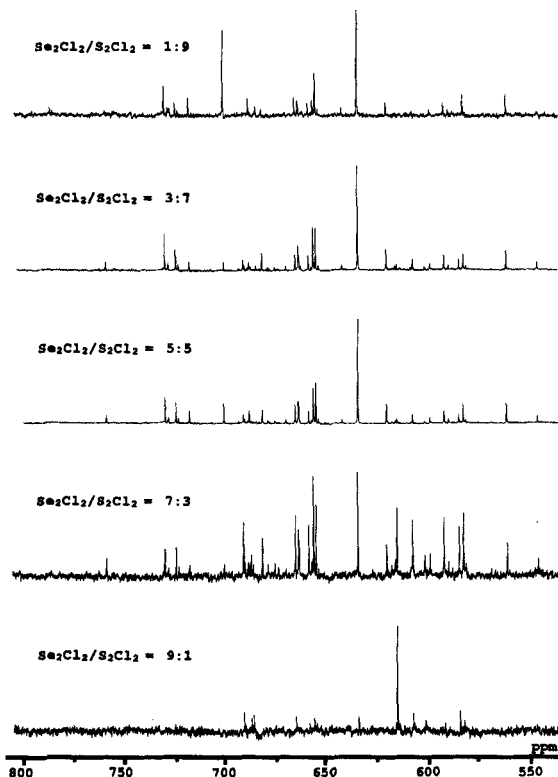 Se₂Cl₂/S₂Cl₂ = 1:9
Se₂Cl₂/S₂Cl₂ = 3:7
Se₂Cl₂/S₂Cl₂ = 5:5
Se₂Cl₂/S₂Cl₂ = 7:3
Se₂Cl₂/S₂Cl₂ = 9:1
ppm
800 750 700 650 600 550